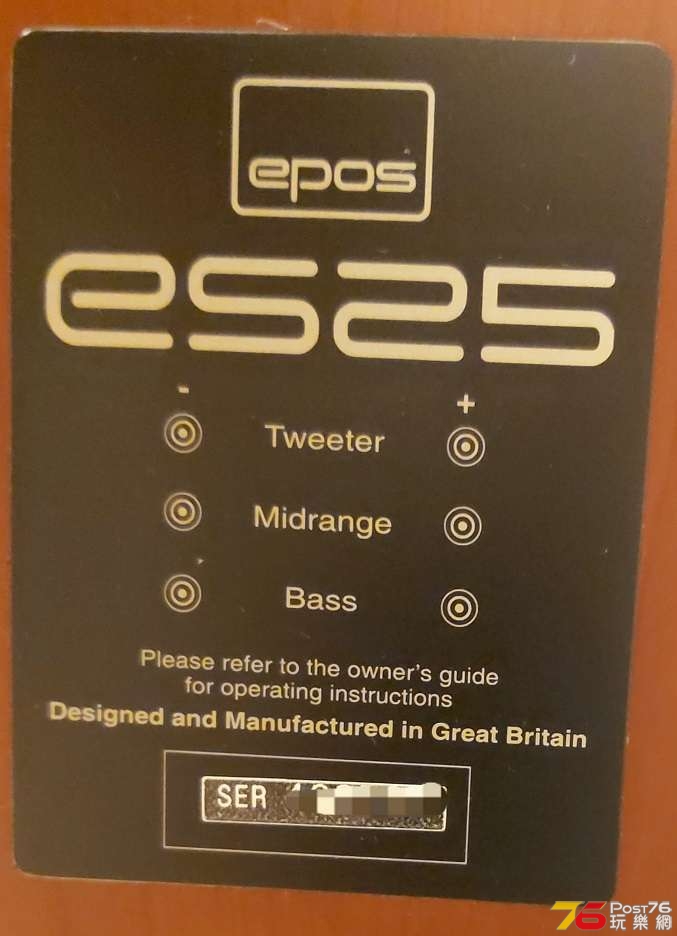 epos
es25
- +
Tweeter
Midrange
Bass
Please refer to the owner's guide
for operating instructions
Designed and Manufactured in Great Britain
SER
76 POST76
玩樂網